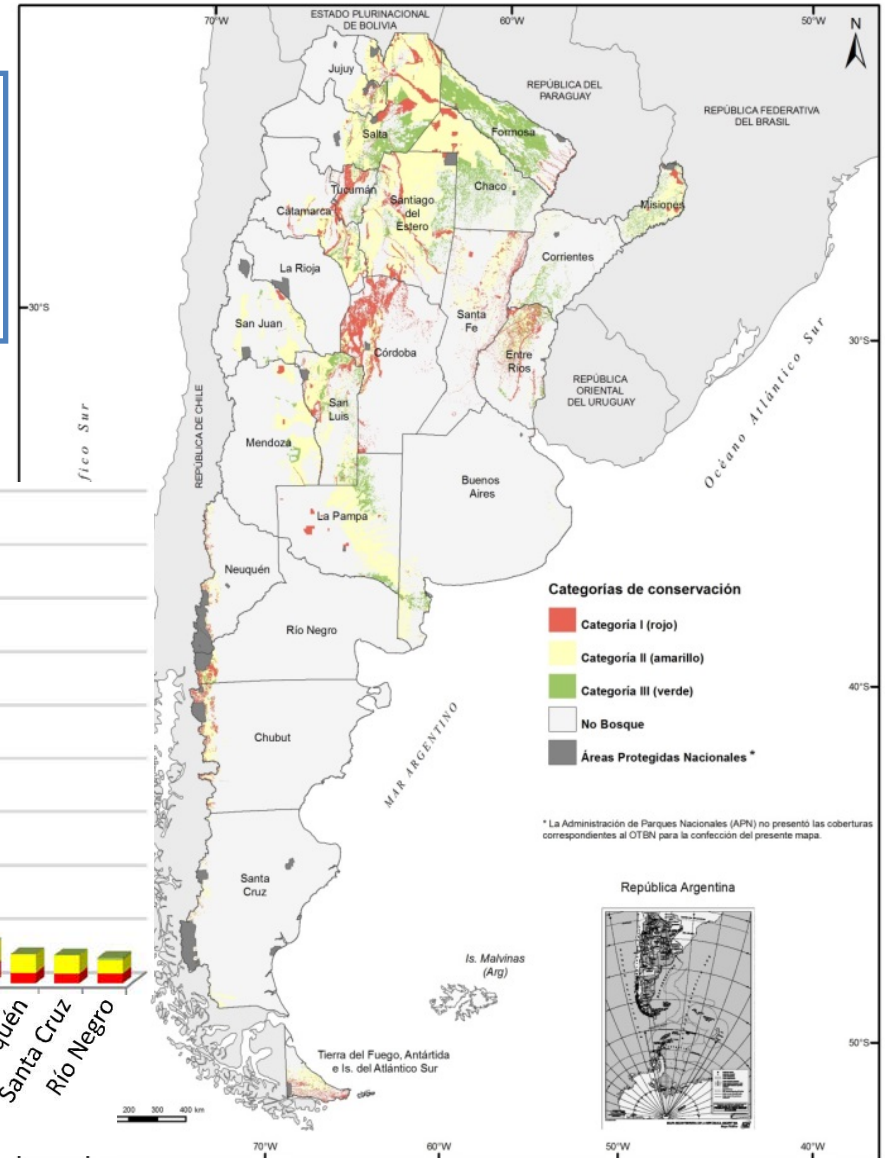 70°W
60°W
50°W
N
ESTADO PLURINACIONAL
DE BOLIVIA
Jujuy
REPÚBLICA DEL
PARAGUAY
REPÚBLICA FEDERATIVA
DEL BRASIL
Salta
Formosa
Chaco
Tucumán
Santiago
del
Estero
Catamarca
Misiones
Corrientes
La Rioja
30°S
San Juan
Santa
Fe
Córdoba
30°S
Entre
Ríos
REPÚBLICA
ORIENTAL
DEL URUGUAY
San
Luis
REPÚBLICA DE CHILE
fico Sur
Océano Atlántico Sur
Mendoza
Buenos
Aires
La Pampa
Neuquén
Río Negro
Categorías de conservación
Categoría I (rojo)
Categoría II (amarillo)
Categoría III (verde)
No Bosque
Áreas Protegidas Nacionales *
40°S
40°S
Chubut
MAR ARGENTINO
* La Administración de Parques Nacionales (APN) no presentó las coberturas
correspondientes al OTBN para la confección del presente mapa.
República Argentina
Santa
Cruz
Is. Malvinas
(Arg)
quén
Santa Cruz
Río Negro
50°S
Tierra del Fuego, Antártida
e Is. del Atlántico Sur
200 300 400 km
70°W
60°W
50°W
40°W